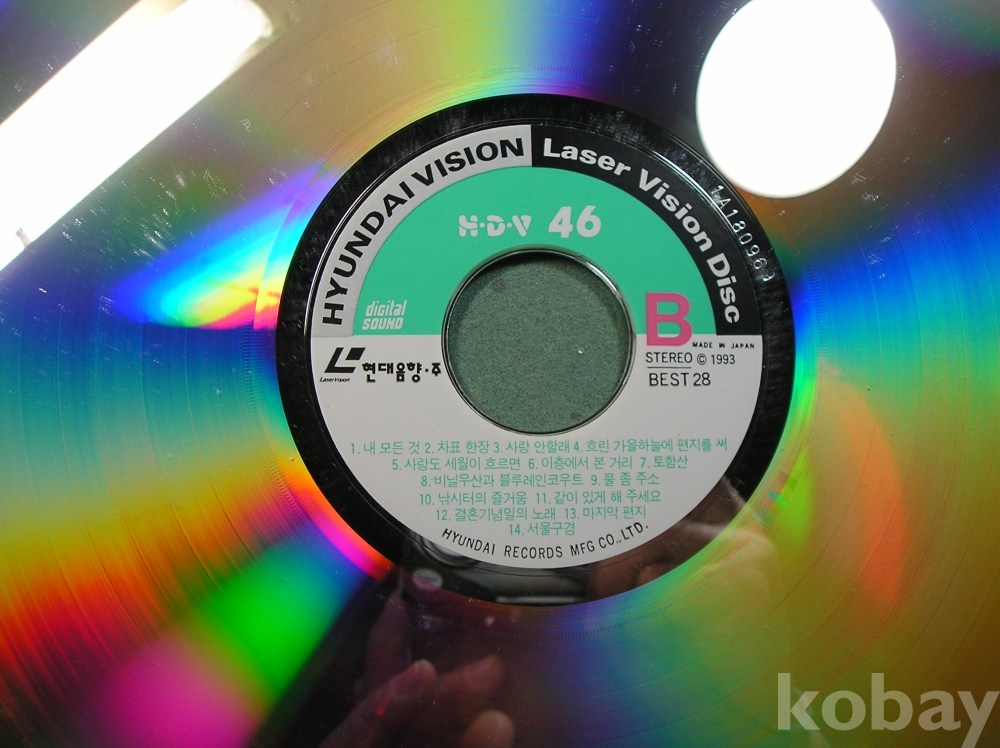 HYUNDAI VISION
Laser Vision Disc
H·D·V 46
1A1809G9
digital
SOUND
B
MADE IN JAPAN
STEREO © 1993
BEST 28
LaserVision
현대음향·주
1. 내 모든 것 2. 차표 한장 3. 사랑 안할래 4. 흐린 가을하늘에 편지를 써
5. 사랑도 세월이 흐르면 6. 이층에서 본 거리 7. 토함산
8. 비닐우산과 블루레인코우트 9. 물 좀 주소
10. 낚시터의 즐거움 11. 같이 있게 해 주세요
12. 결혼기념일의 노래 13. 마지막 편지
14. 서울구경
HYUNDAI RECORDS MFG CO., LTD.
kobay